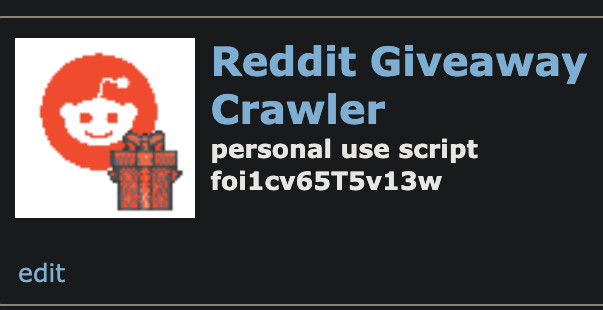 Reddit Giveaway
Crawler
personal use script
foi1cv65T5v13w
edit